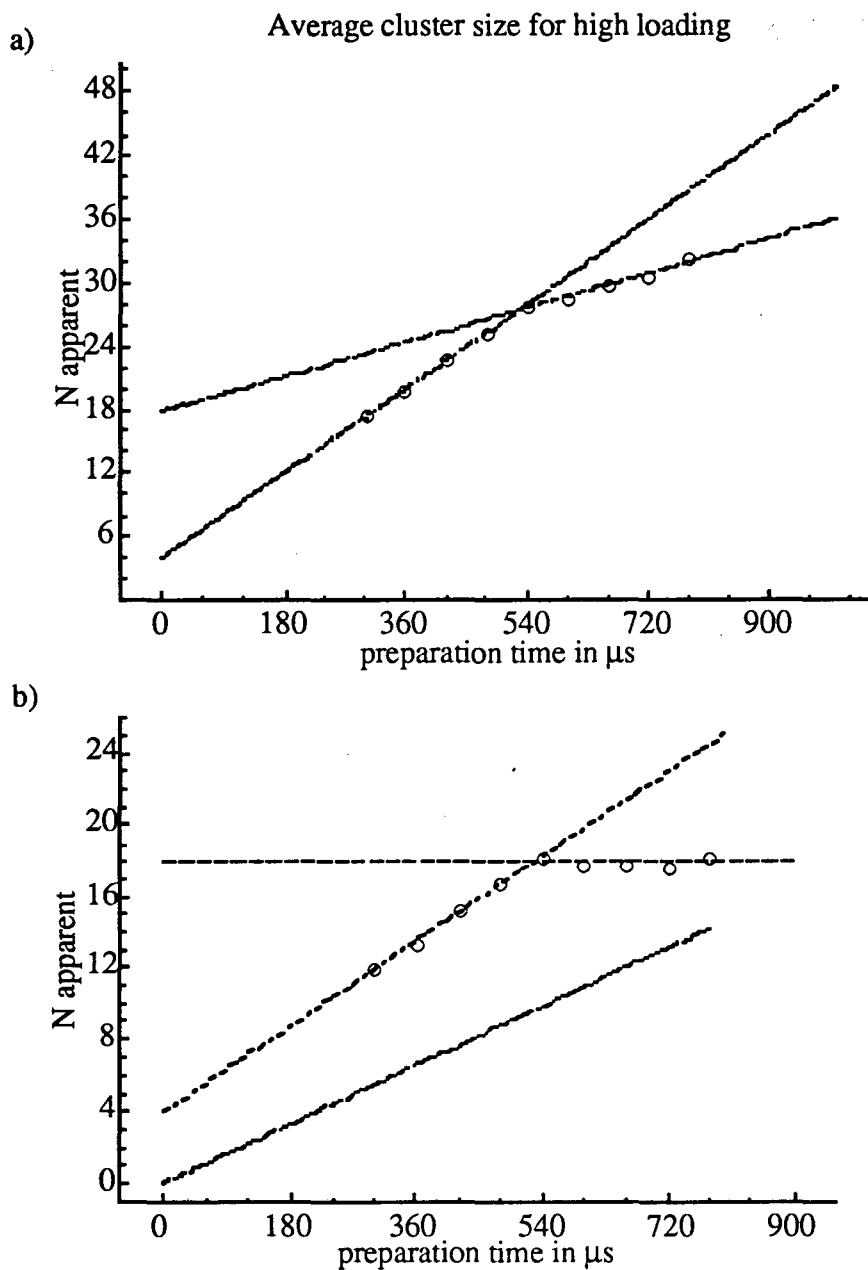 a)
Average cluster size for high loading
48
42
36
30
24
18
12
6
N apparent
0 180 360 540 720 900
preparation time in μs
b)
24
20
16
12
8
4
0
N apparent
0 180 360 540 720 900
preparation time in μs